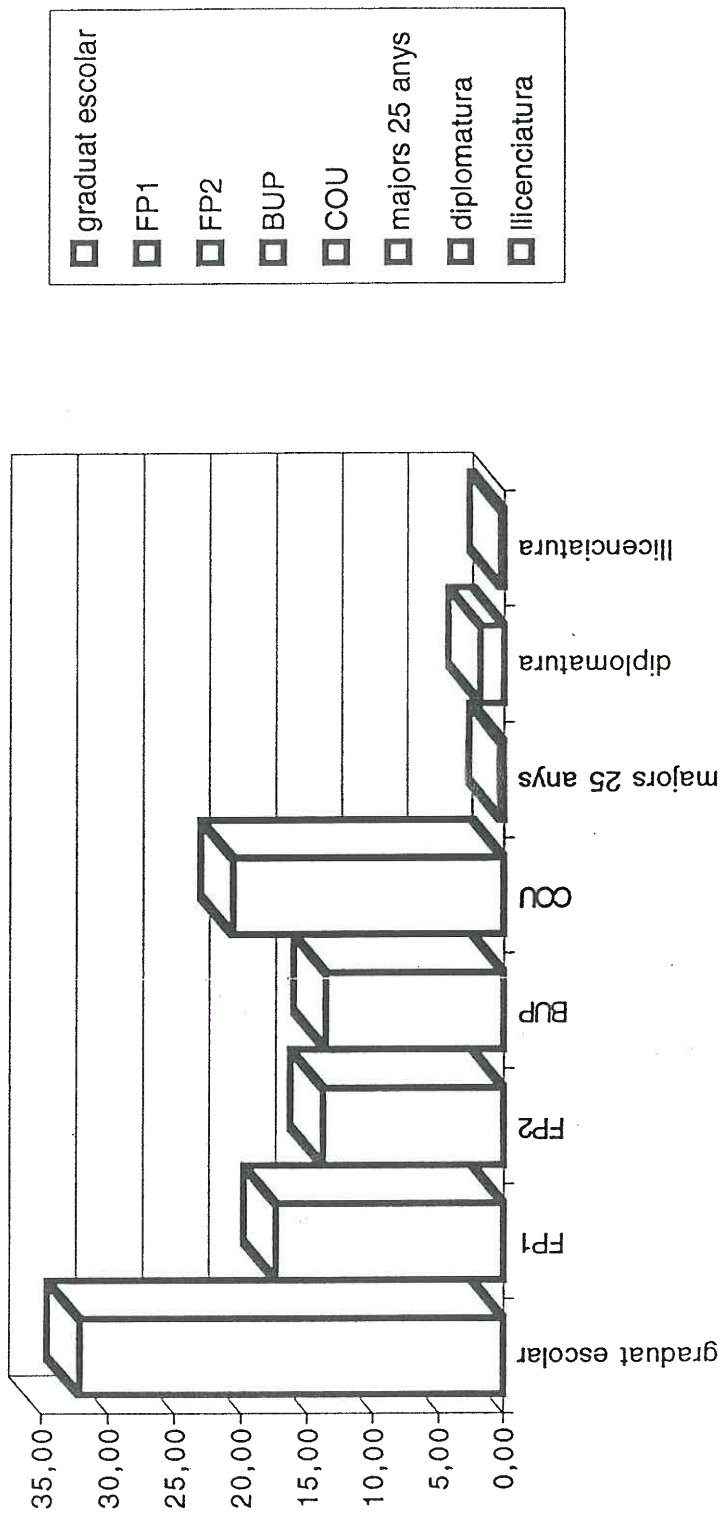 35,00
30,00
25,00
20,00
15,00
10,00
5,00
0,00
graduat escolar
FP1
FP2
BUP
COU
majors 25 anys
diplomatura
llicenciatura
graduat escolar
FP1
FP2
BUP
COU
majors 25 anys
diplomatura
llicenciatura